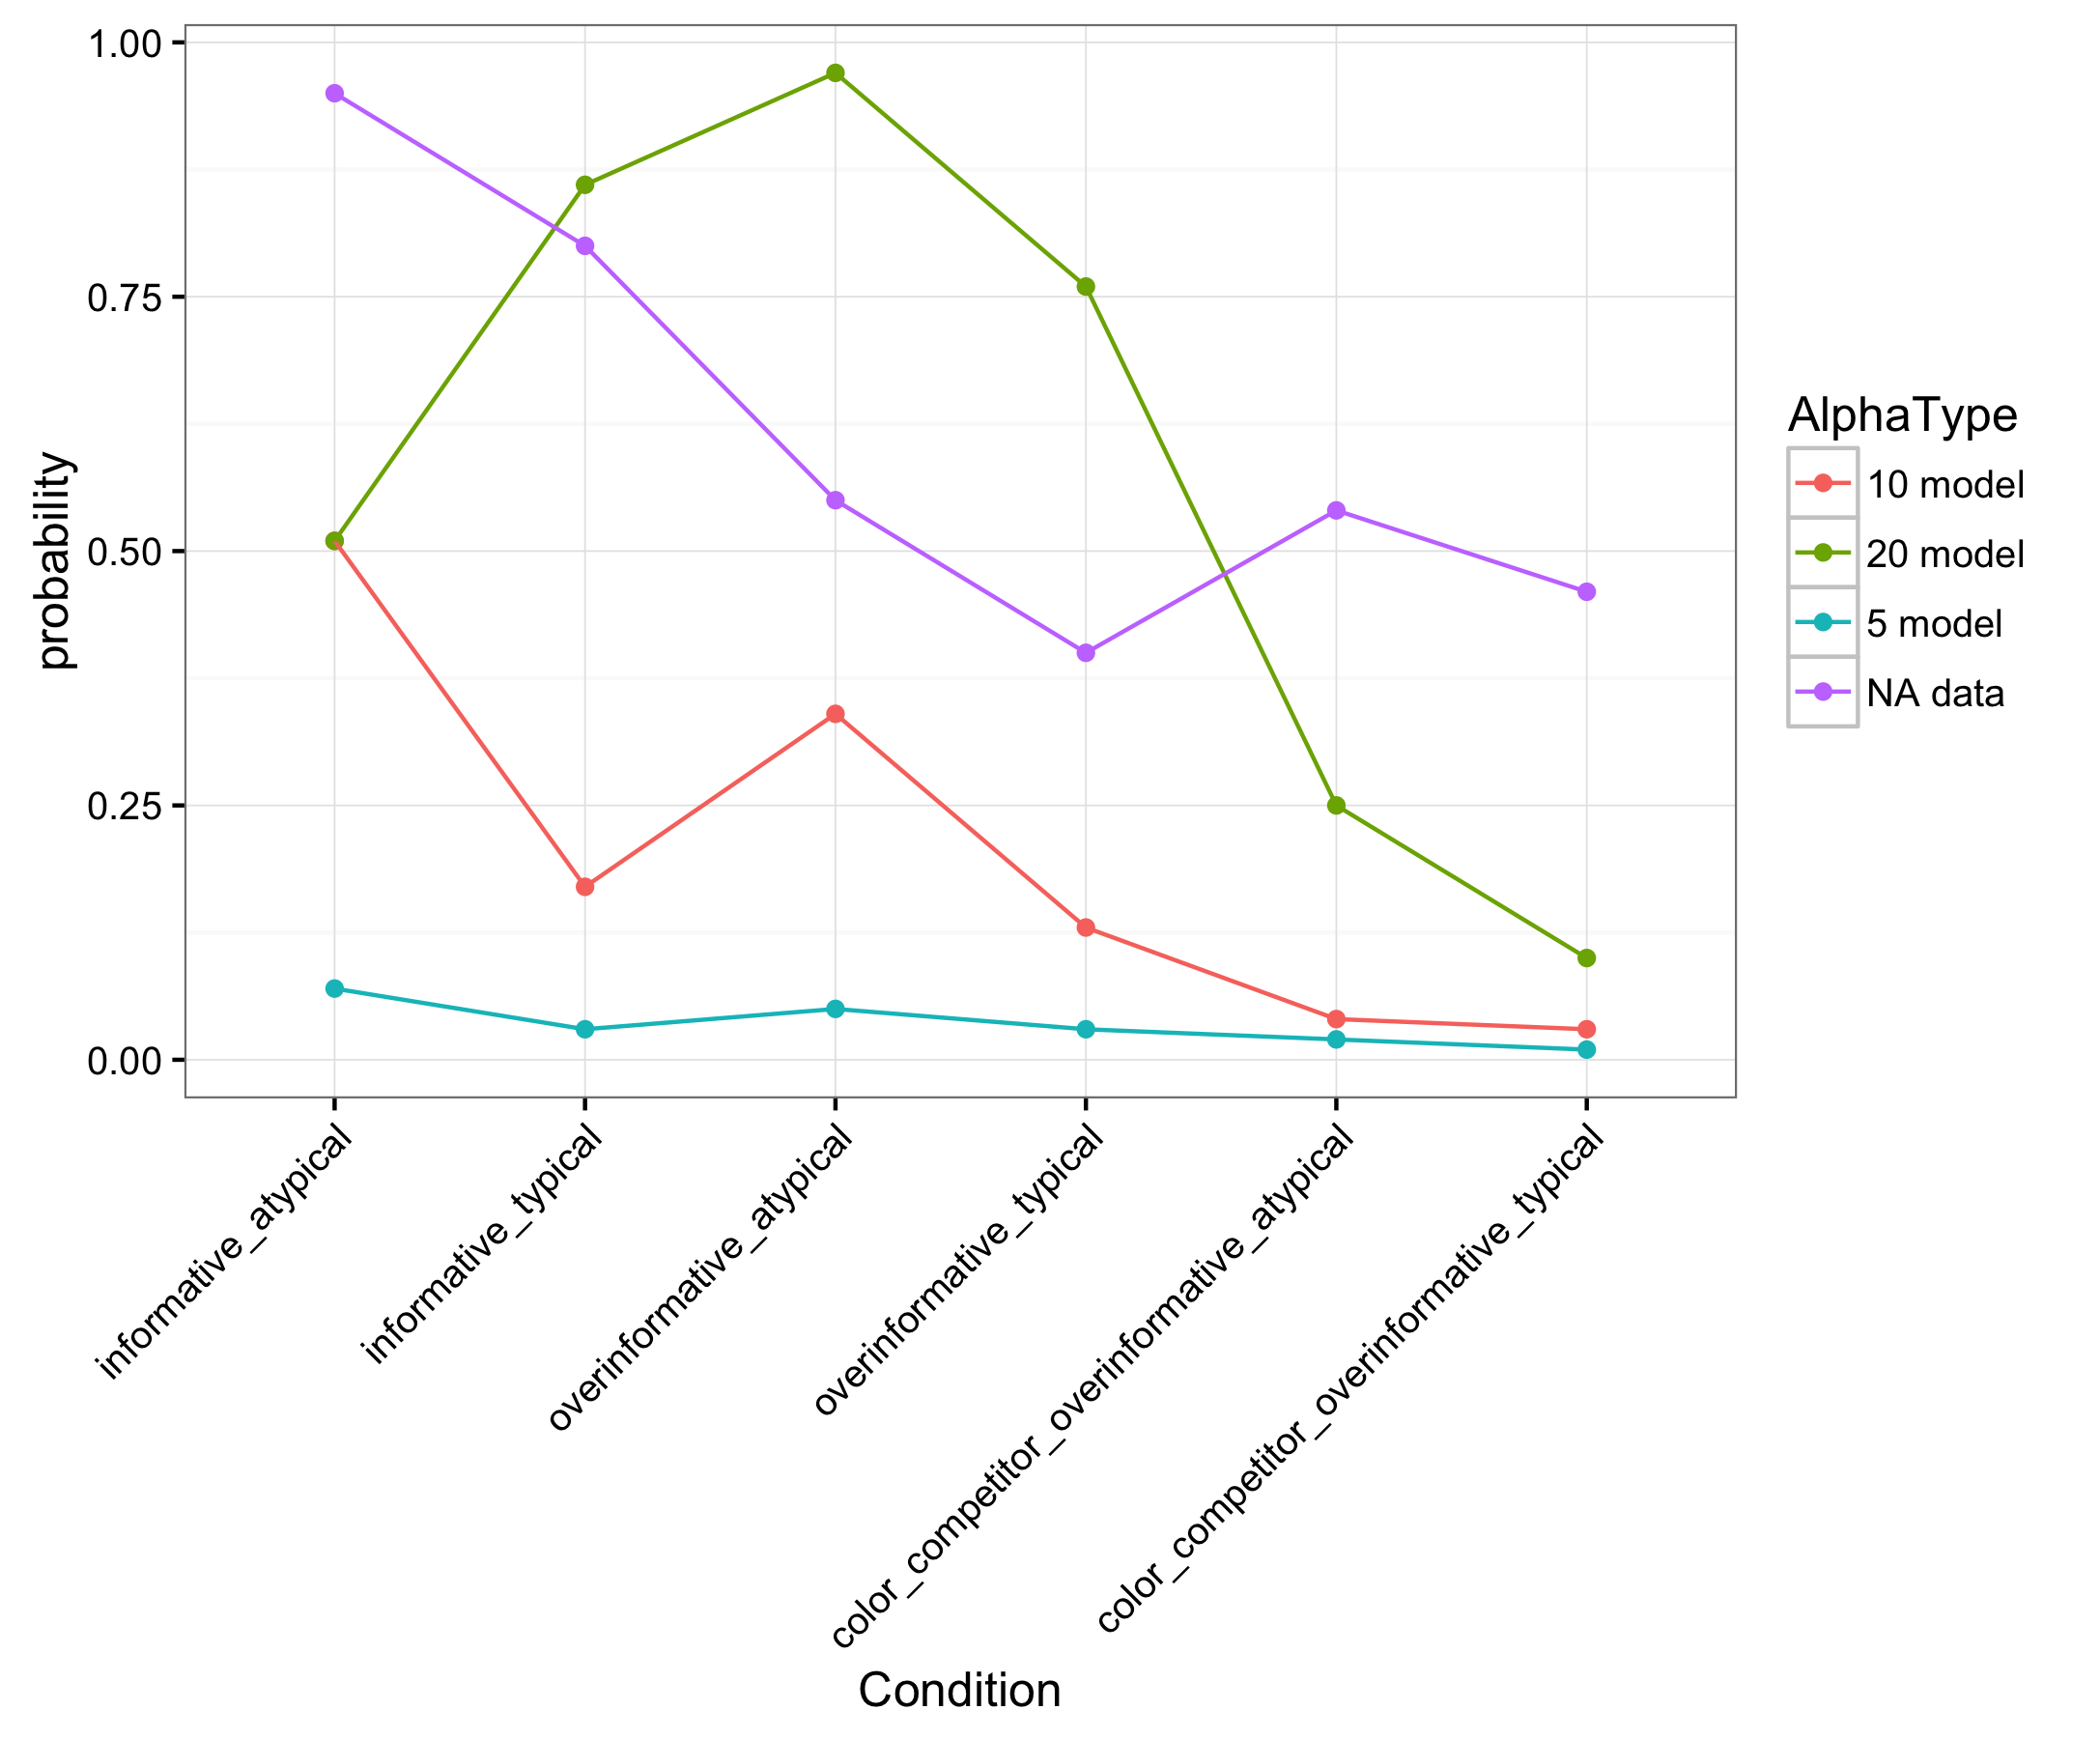 1.00
0.75
0.50
0.25
0.00
probability
informative_atypical
informative_typical
overinformative_atypical
overinformative_typical
color_competitor_overinformative_atypical
color_competitor_overinformative_typical
Condition
AlphaType
10 model
20 model
5 model
NA data